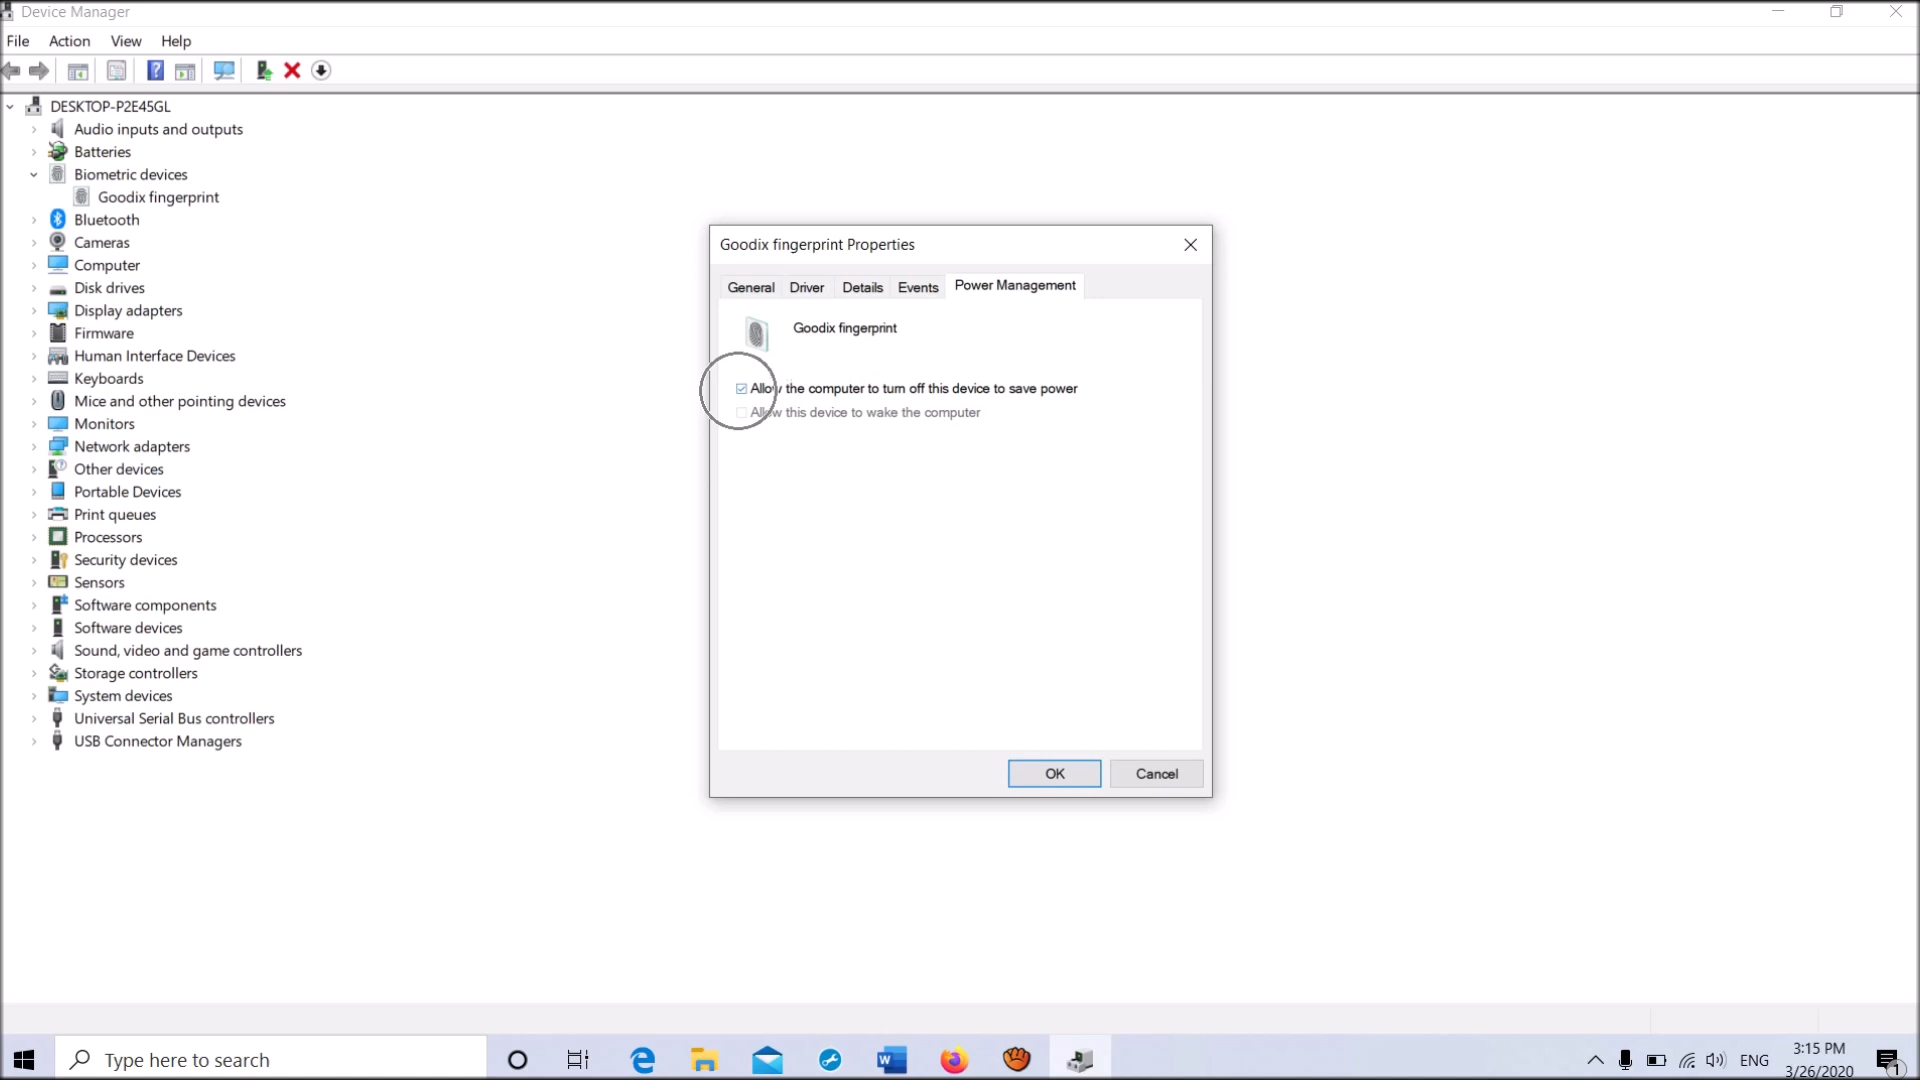 Device Manager
File Action View Help
DESKTOP-P2E45GL
Audio inputs and outputs
Batteries
Biometric devices
Goodix fingerprint
Bluetooth
Cameras
Computer
Disk drives
Display adapters
Firmware
Human Interface Devices
Keyboards
Mice and other pointing devices
Monitors
Network adapters
Other devices
Portable Devices
Print queues
Processors
Security devices
Sensors
Software components
Software devices
Sound, video and game controllers
Storage controllers
System devices
Universal Serial Bus controllers
USB Connector Managers
Goodix fingerprint Properties
General Driver Details Events Power Management
Goodix fingerprint
Allow the computer to turn off this device to save power
Allow this device to wake the computer
OK Cancel
Type here to search
ENG
3:15 PM
3/26/2020
1